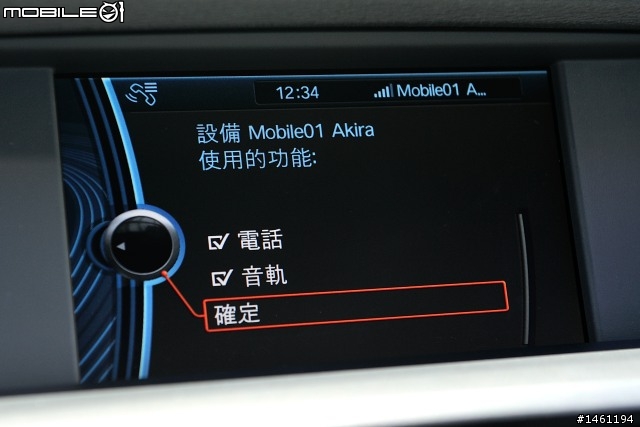 MOBILE01
12:34
Mobile01 A...
設備 Mobile01 Akira
使用的功能:
電話
音軌
確定
#1461194